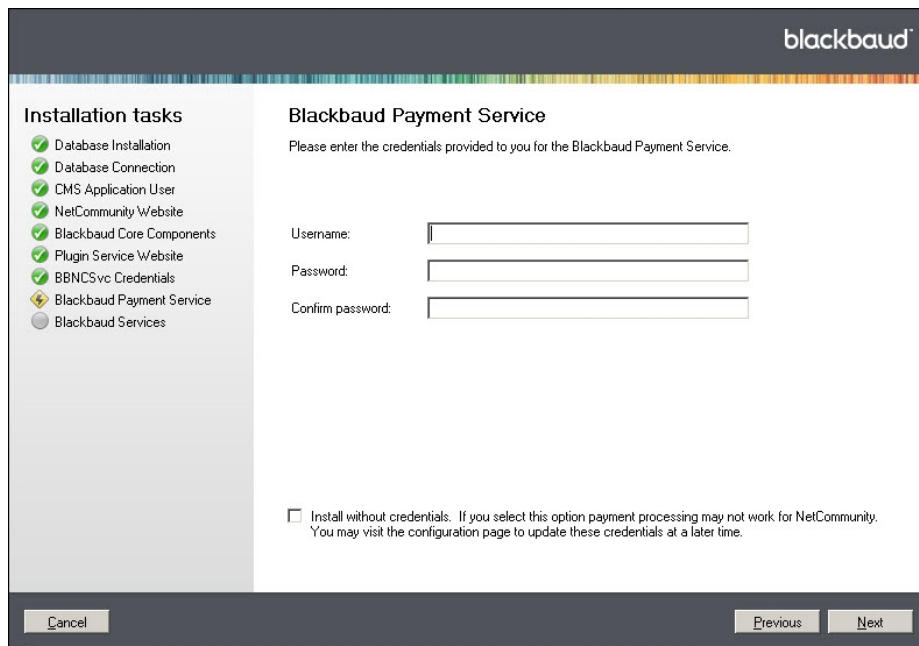 blackbaud
Installation tasks
Database Installation
Database Connection
CMS Application User
NetCommunity Website
Blackbaud Core Components
Plugin Service Website
BBNCSvc Credentials
Blackbaud Payment Service
Blackbaud Services
Blackbaud Payment Service
Please enter the credentials provided to you for the Blackbaud Payment Service.
Username:
Password:
Confirm password:
Install without credentials. If you select this option payment processing may not work for NetCommunity.
You may visit the configuration page to update these credentials at a later time.
Cancel
Previous
Next